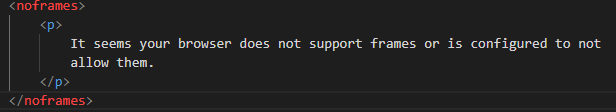 <noframes>
<p>
It seems your browser does not support frames or is configured to not
allow them.
</p>
</noframes>